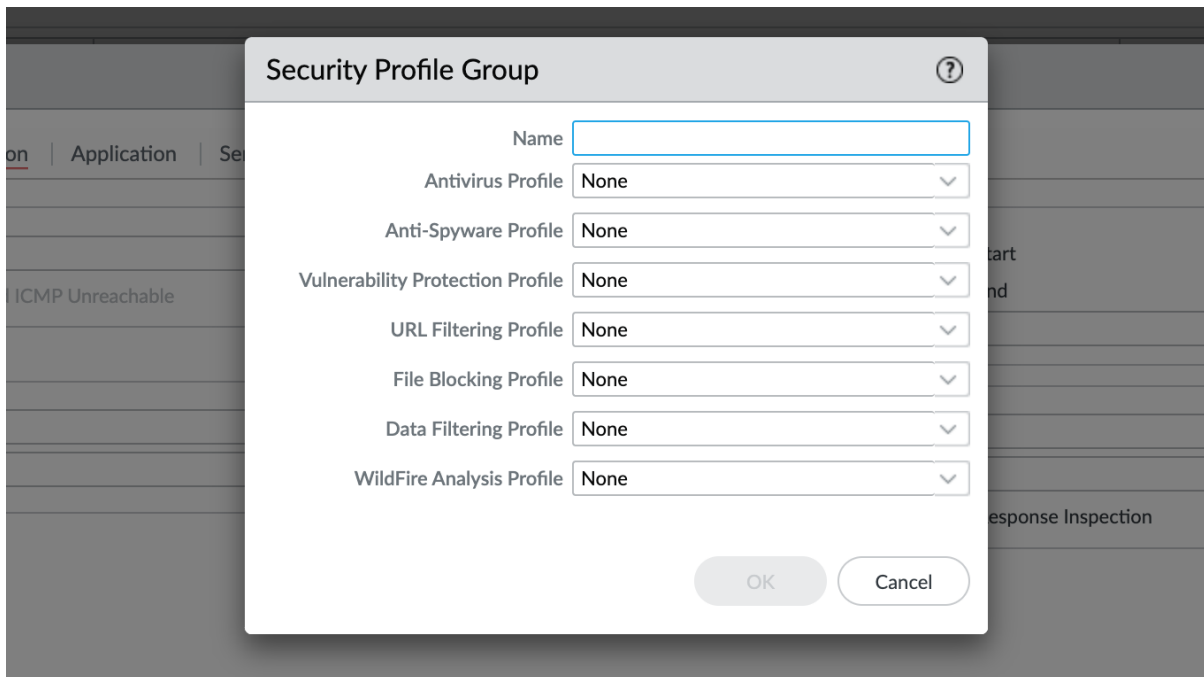 Security Profile Group
?
on Application Se
Name
Antivirus Profile None
Anti-Spyware Profile None
tart
Vulnerability Protection Profile None
ICMP Unreachable
nd
URL Filtering Profile None
File Blocking Profile None
Data Filtering Profile None
WildFire Analysis Profile None
esponse Inspection
OK Cancel